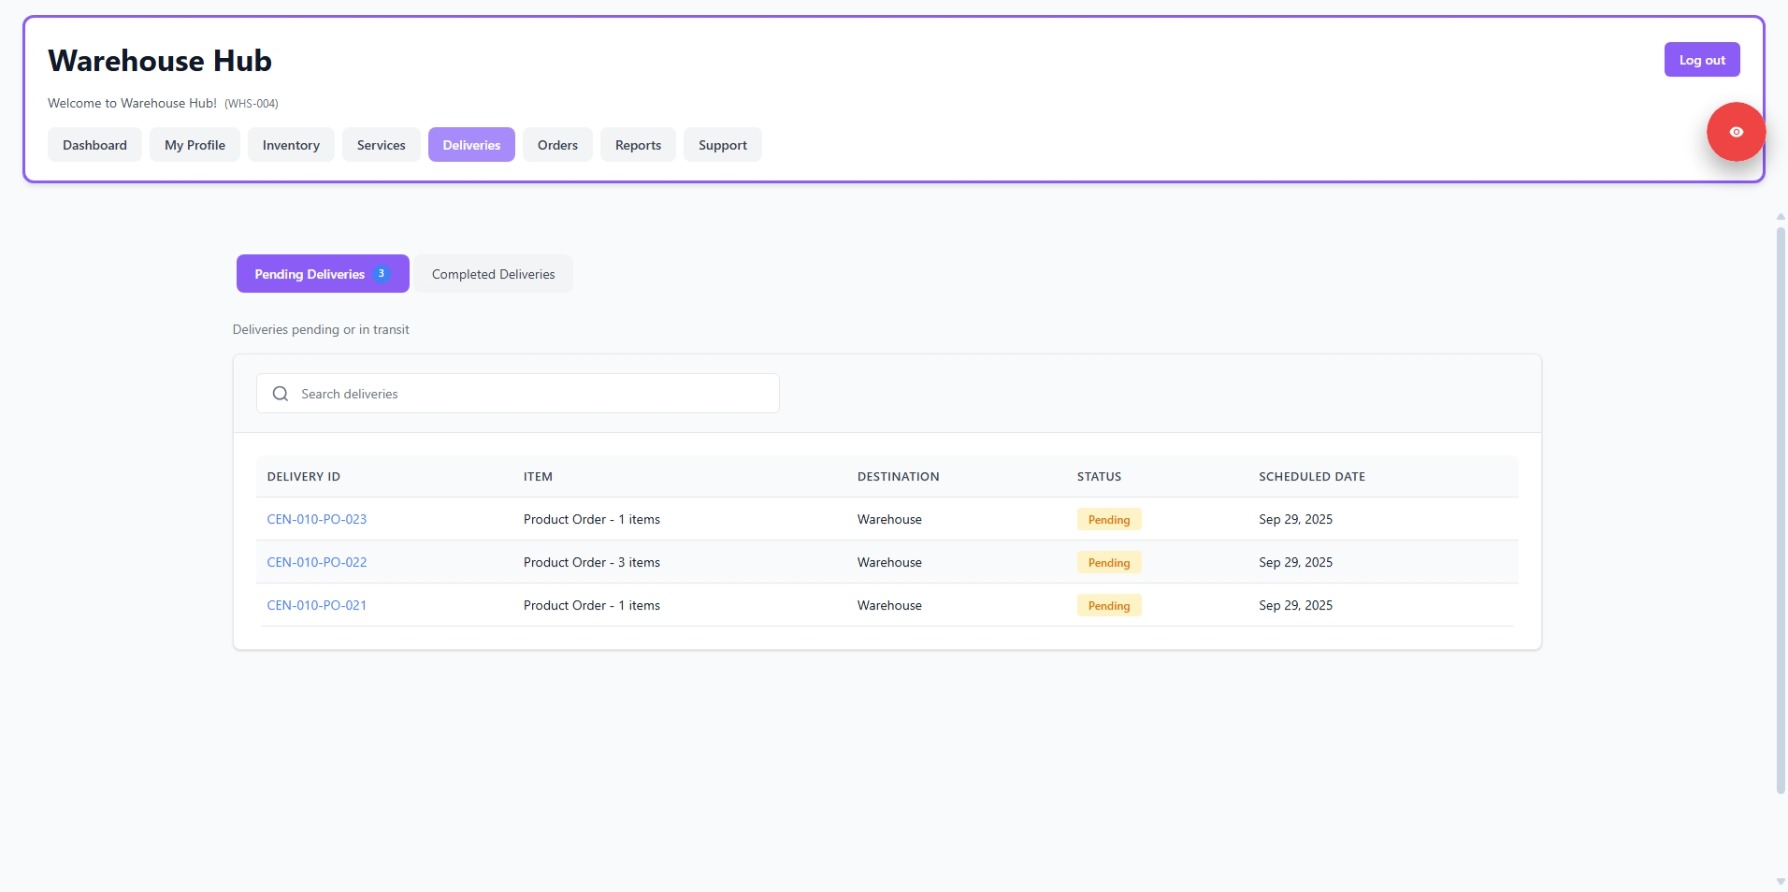 Warehouse Hub
Log out
Welcome to Warehouse Hub! (WHS-004)
Dashboard My Profile Inventory Services Deliveries Orders Reports Support
Pending Deliveries 3 Completed Deliveries
Deliveries pending or in transit
Search deliveries
DELIVERY ID ITEM DESTINATION STATUS SCHEDULED DATE
CEN-010-PO-023 Product Order - 1 items Warehouse Pending Sep 29, 2025
CEN-010-PO-022 Product Order - 3 items Warehouse Pending Sep 29, 2025
CEN-010-PO-021 Product Order - 1 items Warehouse Pending Sep 29, 2025